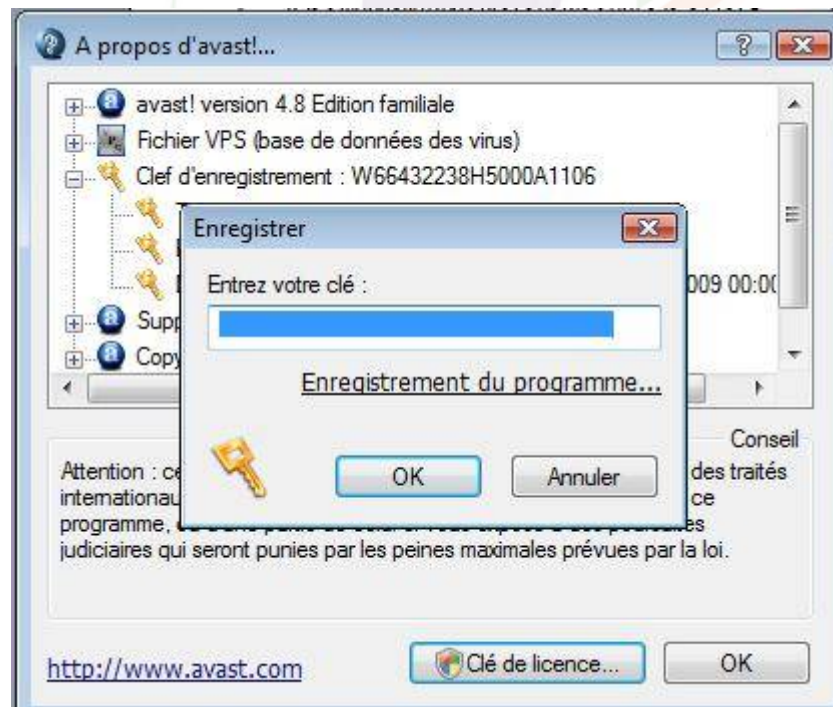 A propos d'avast!...
avast! version 4.8 Edition familiale
Fichier VPS (base de données des virus)
Clef d'enregistrement : W66432238H5000A1106
Enregistrer
Entrez votre clé :
009 00:0
Supp
Copy
Enregistrement du programme...
OK
Annuler
Conseil
Attention : ce
des traités
internationau
ce
programme,
judiciaires qui seront punies par les peines maximales prévues par la loi.
http://www.avast.com
Clé de licence...
OK